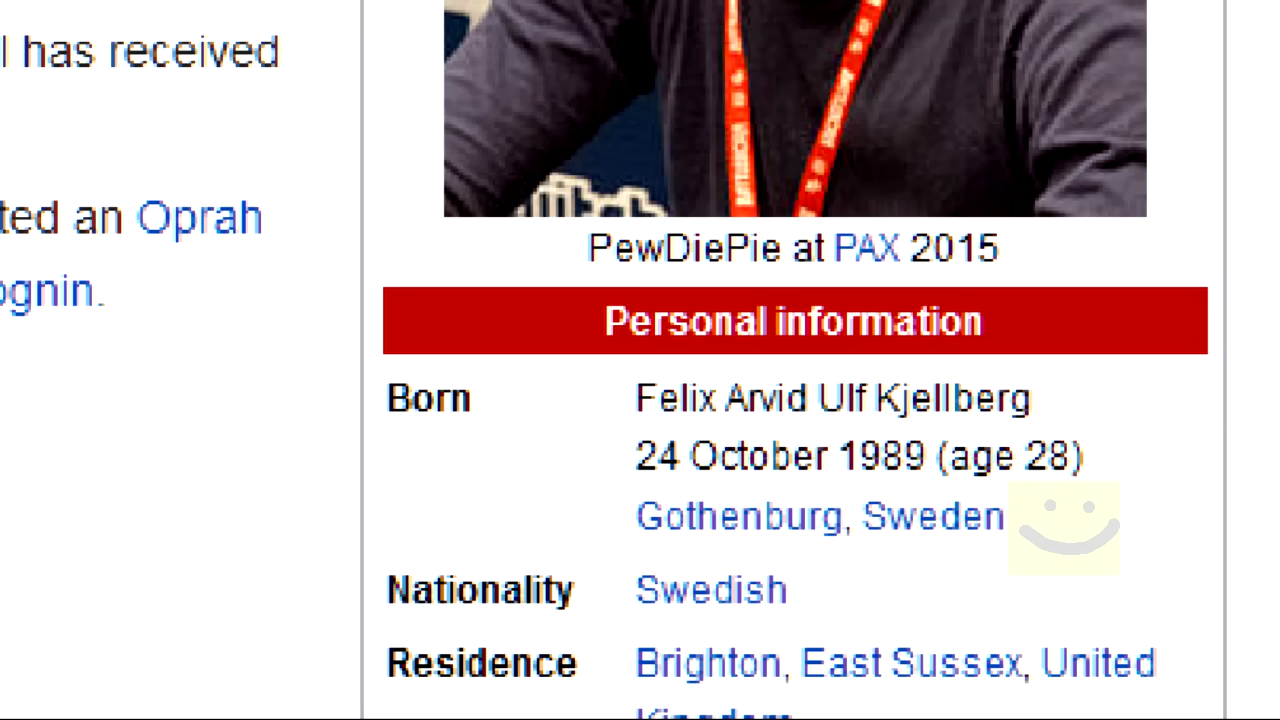 l has received
ted an Oprah
ognin.
PewDiePie at PAX 2015
Personal information
Born Felix Arvid Ulf Kjellberg
24 October 1989 (age 28)
Gothenburg, Sweden
Nationality Swedish
Residence Brighton, East Sussex, United
Kingdom